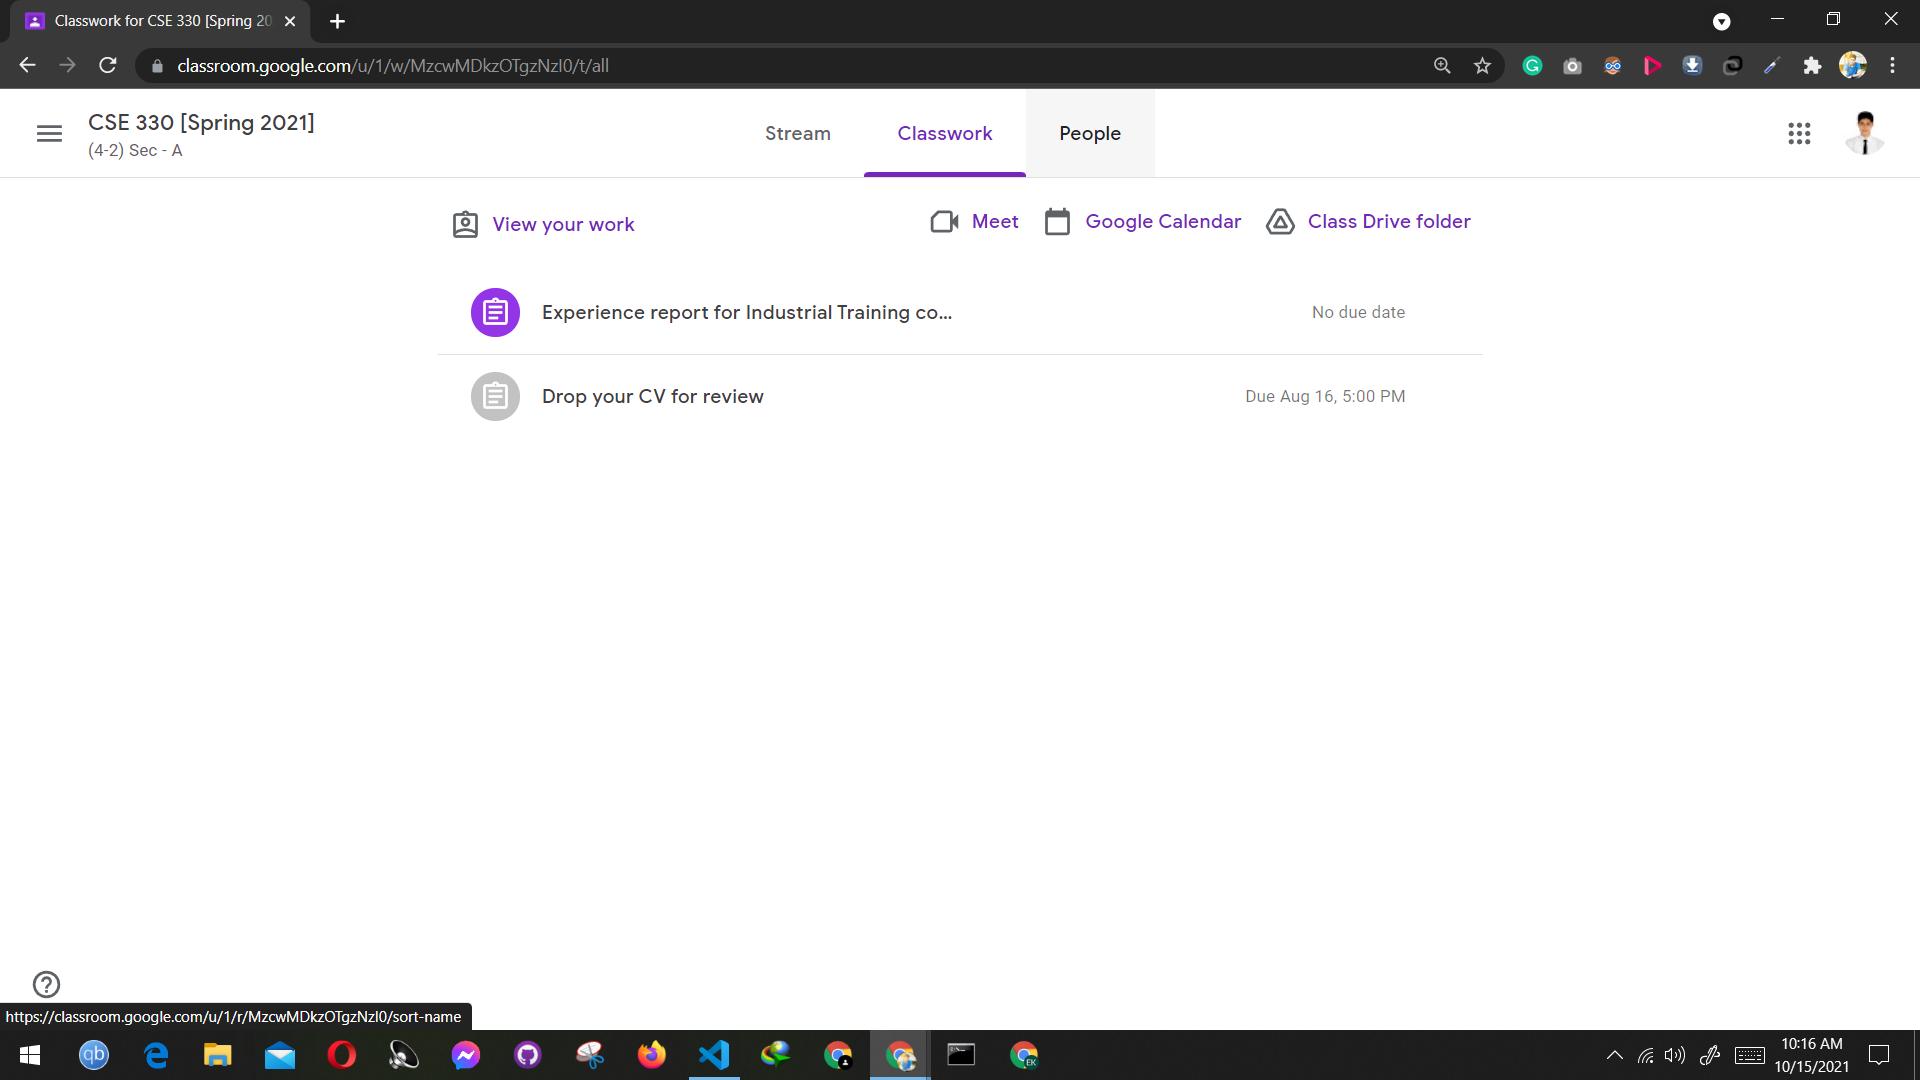 Classwork for CSE 330 [Spring 20
classroom.google.com/u/1/w/MzcwMDkzOTgzNzI0/t/all
CSE 330 [Spring 2021]
(4-2) Sec - A
Stream
Classwork
People
View your work
Meet
Google Calendar
Class Drive folder
Experience report for Industrial Training co...
No due date
Drop your CV for review
Due Aug 16, 5:00 PM
https://classroom.google.com/u/1/r/MzcwMDkzOTgzNzI0/sort-name
qb
EK
10:16 AM
10/15/2021